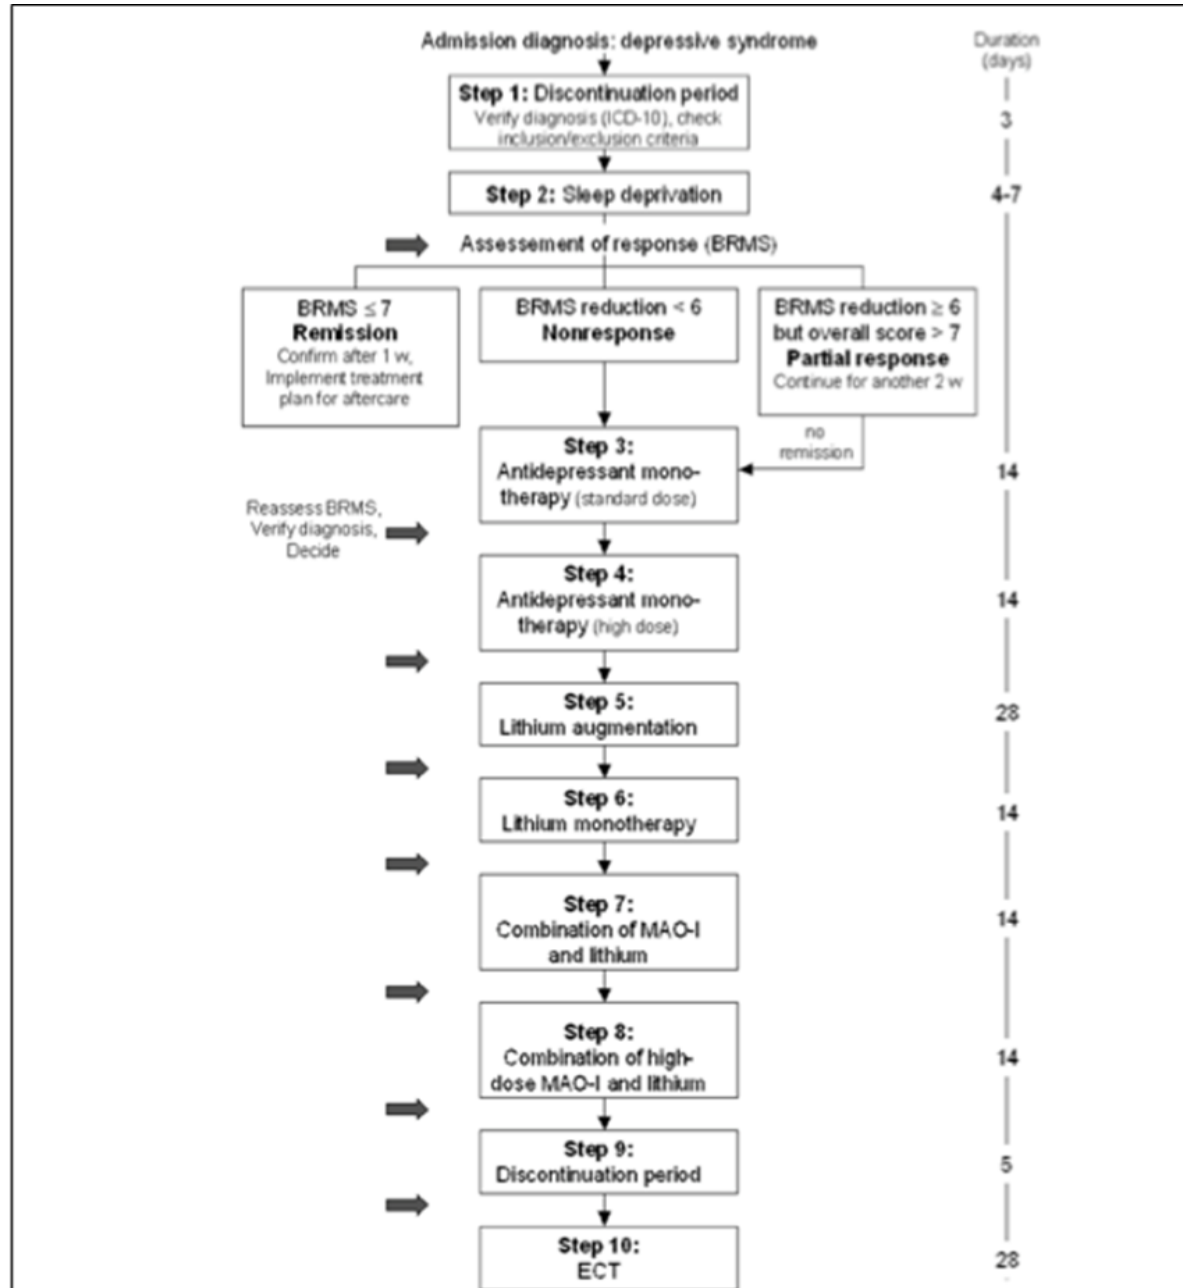 Admission diagnosis: depressive syndrome
Duration
(days)
Step 1: Discontinuation period
Verify diagnosis (ICD-10), check
inclusion/exclusion criteria
3
Step 2: Sleep deprivation
4-7
Assessement of response (BRMS)
BRMS ≤ 7
Remission
Confirm after 1 w,
Implement treatment
plan for aftercare
BRMS reduction < 6
Nonresponse
BRMS reduction ≥ 6
but overall score > 7
Partial response
Continue for another 2 w
no
remission
Step 3:
Antidepressant mono-
therapy (standard dose)
14
Reassess BRMS,
Verify diagnosis,
Decide
Step 4:
Antidepressant mono-
therapy (high dose)
14
Step 5:
Lithium augmentation
28
Step 6:
Lithium monotherapy
14
Step 7:
Combination of MAO-I
and lithium
14
Step 8:
Combination of high-
dose MAO-I and lithium
14
Step 9:
Discontinuation period
5
Step 10:
ECT
28